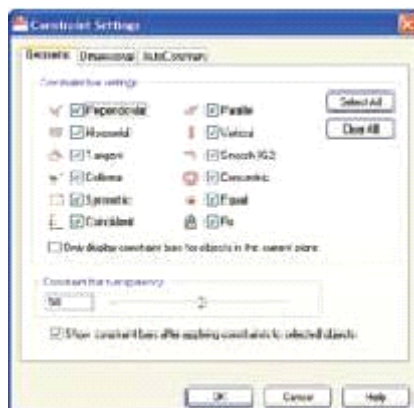 Constraint Settings
Geometric Dimensional AutoConstrain
Constraint bar settings
Perpendicular Parallel Select All
Horizontal Vertical Clear All
Tangent Smooth (G2)
Collinear Concentric
Symmetric Equal
Coincident Fix
Only display constraint bars for objects in the current plane
Constraint bar transparency
50
Show constraint bars after applying constraints to selected objects
OK Cancel Help